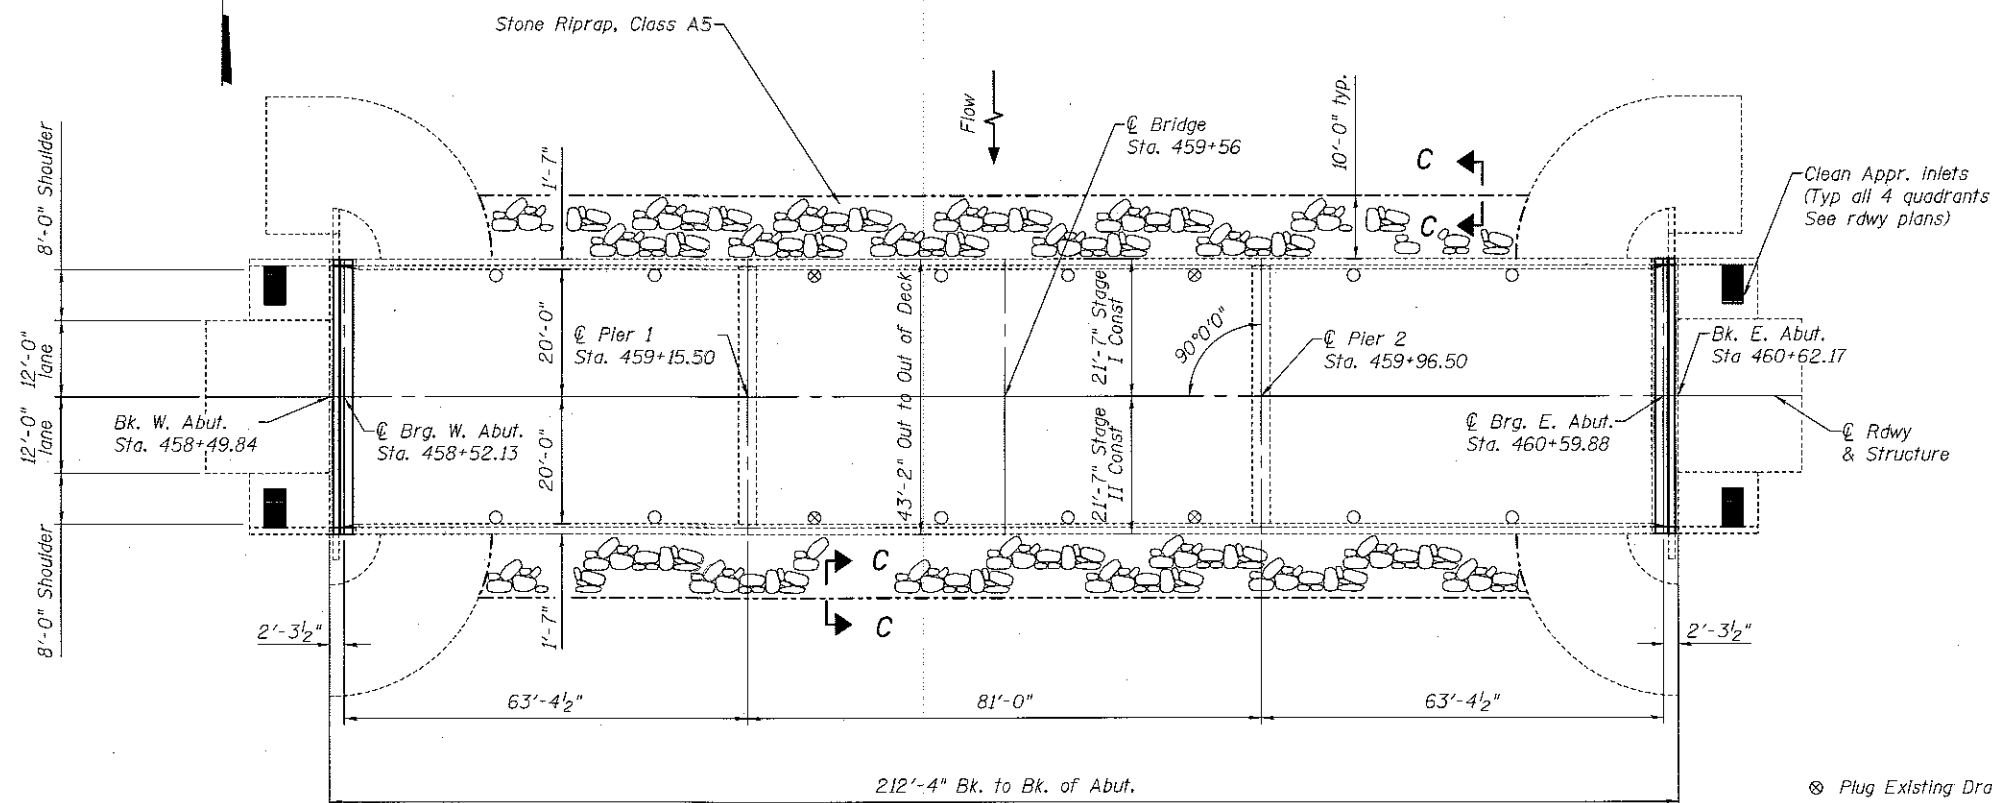 Stone Riprap, Class A5
Flow
10'-0" typ.
℄ Bridge
Sta. 459+56
C
C
Clean Appr. inlets
(Typ all 4 quadrants
See rdwy plans)
8'-0" Shoulder
1'-7"
12'-0"
lane
12'-0"
lane
8'-0" Shoulder
20'-0"
20'-0"
℄ Pier 1
Sta. 459+15.50
43'-2" Out to Out of Deck
21'-7" Stage
I Const
21'-7" Stage
II Const
90°0'0"
℄ Pier 2
Sta. 459+96.50
Bk. E. Abut.
Sta 460+62.17
Bk. W. Abut.
Sta. 458+49.84
℄ Brg. W. Abut.
Sta. 458+52.13
℄ Brg. E. Abut.
Sta. 460+59.88
℄ Rdwy
& Structure
C
C
2'-3½"
1'-7"
2'-3½"
63'-4½"
81'-0"
63'-4½"
212'-4" Bk. to Bk. of Abut.
⊗ Plug Existing Dra